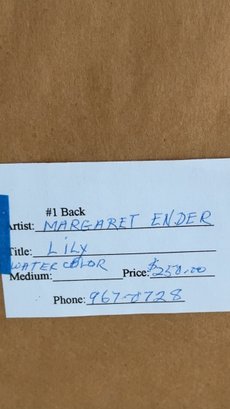 #1 Back
Artist: MARGARET ENDER
Title: LiLy
WATER COLOR
Medium: Price: $250.00
Phone: 967-0728